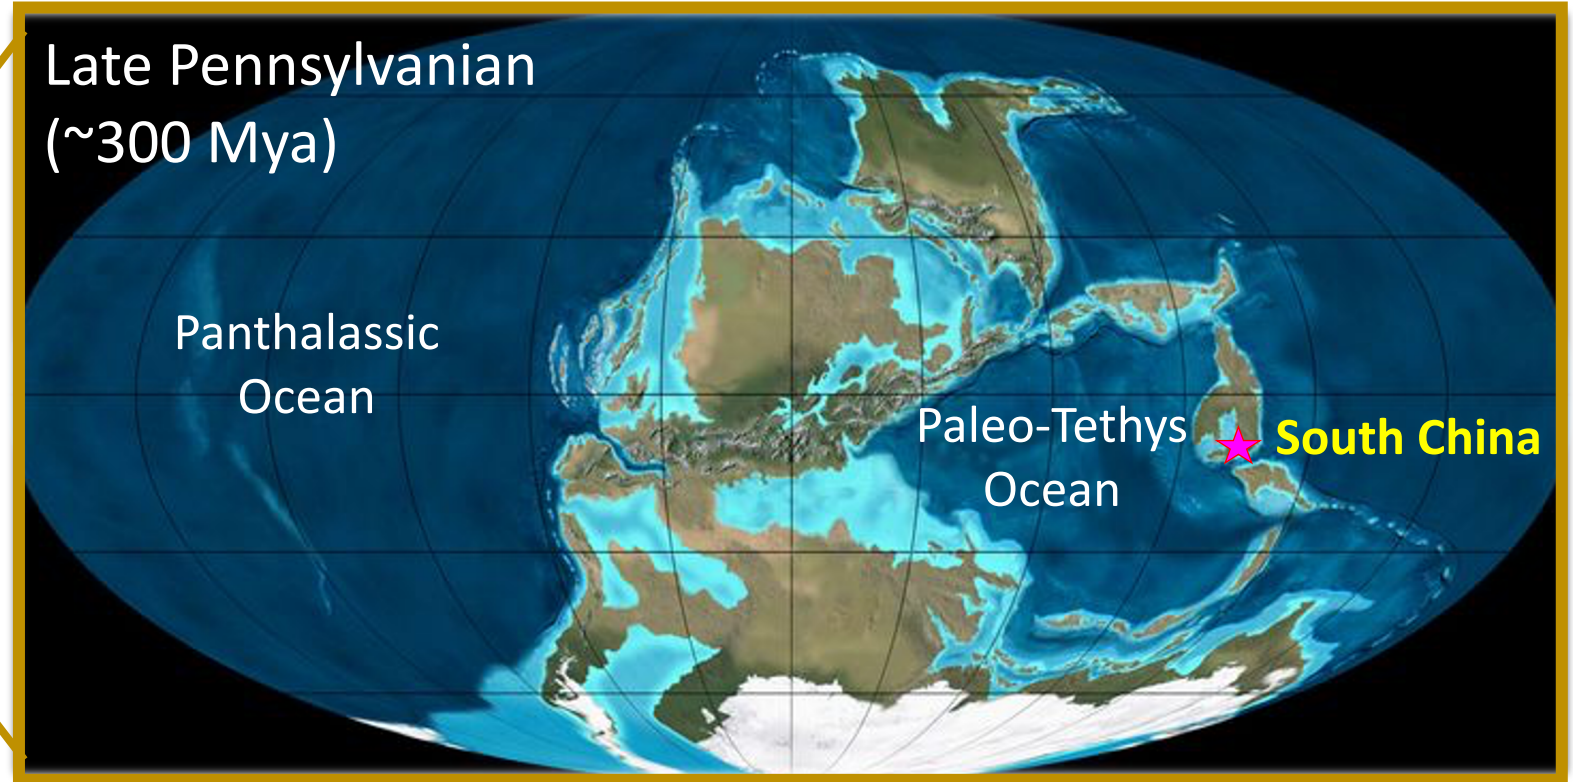 Late Pennsylvanian
(~300 Mya)
Panthalassic
Ocean
Paleo-Tethys
Ocean
South China